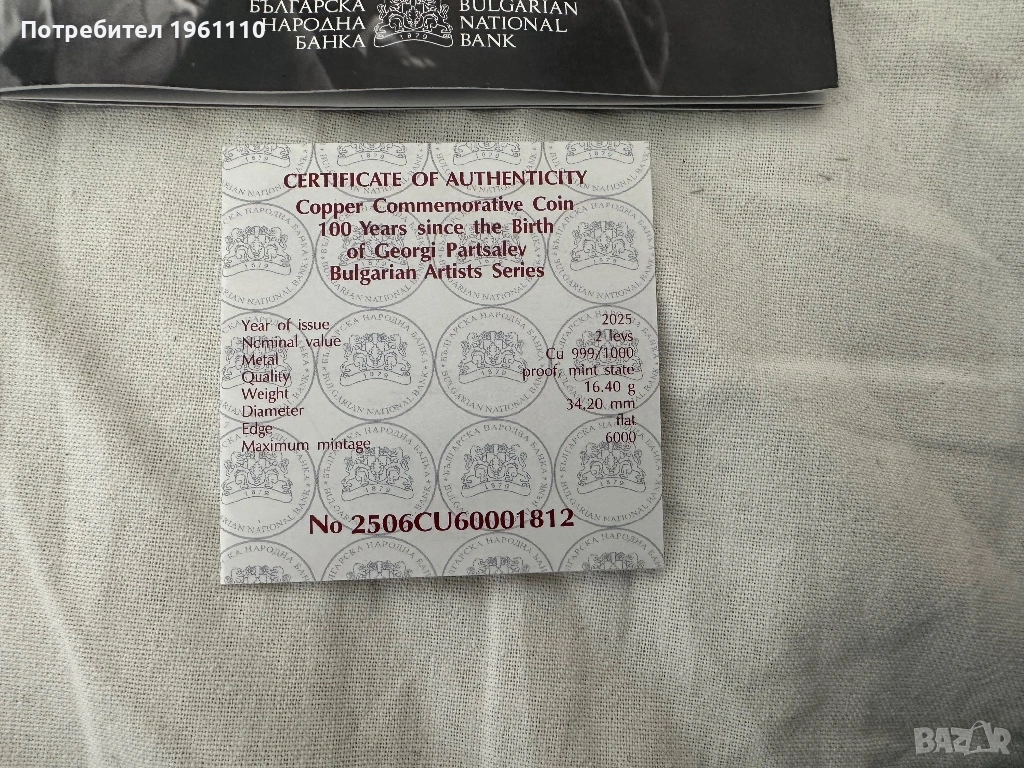 Потребител 1961110
БЪЛГАРСКА
НАРОДНА
БАНКА
1879
BULGARIAN
NATIONAL
BANK
CERTIFICATE OF AUTHENTICITY
Copper Commemorative Coin
100 Years since the Birth
of Georgi Partsalev
Bulgarian Artists Series
Year of issue 2025
Nominal value 2 levs
Metal Cu 999/1000
Quality proof, mint state
Weight 16.40 g
Diameter 34.20 mm
Edge flat
Maximum mintage 6000
No 2506CU60001812
BAZAR